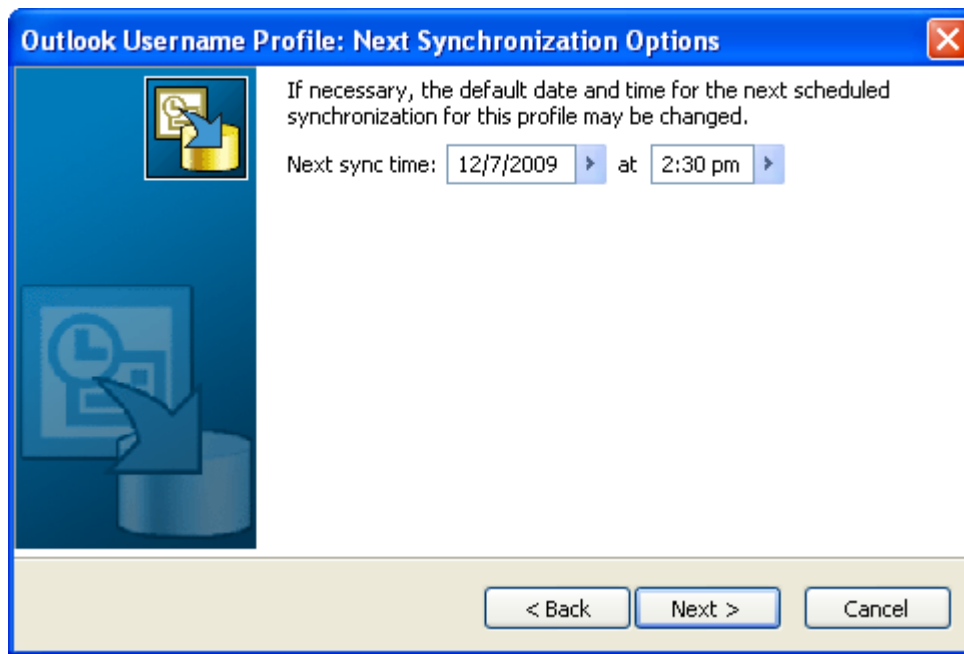 Outlook Username Profile: Next Synchronization Options
If necessary, the default date and time for the next scheduled
synchronization for this profile may be changed.
Next sync time: 12/7/2009 at 2:30 pm
< Back Next > Cancel